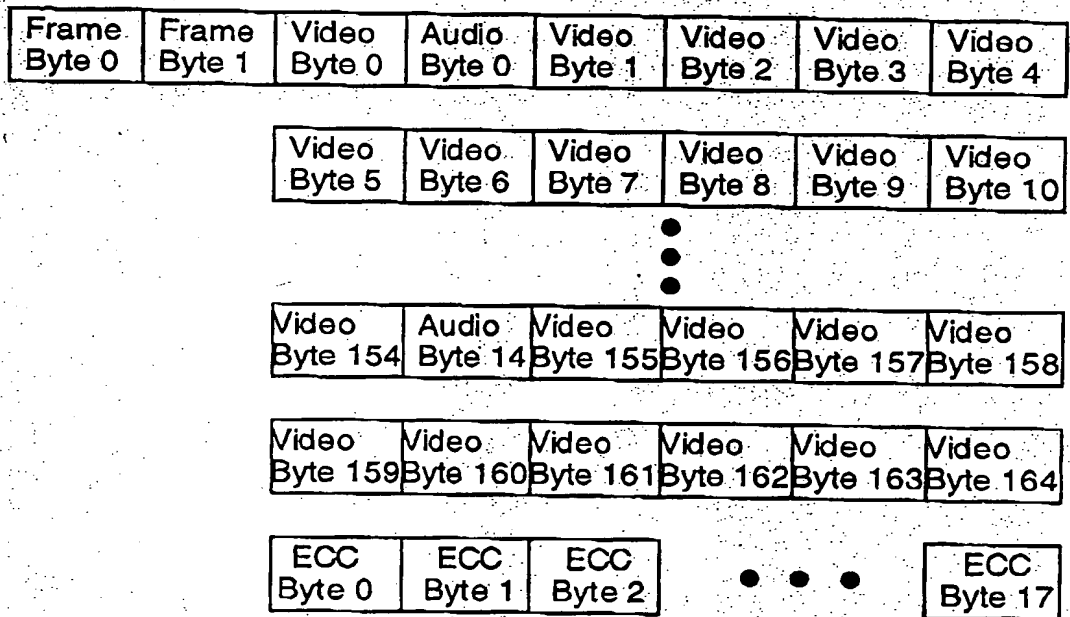 Frame Byte 0 Frame Byte 1 Video Byte 0 Audio Byte 0 Video Byte 1 Video Byte 2 Video Byte 3 Video Byte 4
Video Byte 5 Video Byte 6 Video Byte 7 Video Byte 8 Video Byte 9 Video Byte 10
Video Byte 154 Audio Byte 14 Video Byte 155 Video Byte 156 Video Byte 157 Video Byte 158
Video Byte 159 Video Byte 160 Video Byte 161 Video Byte 162 Video Byte 163 Video Byte 164
ECC Byte 0 ECC Byte 1 ECC Byte 2 ECC Byte 17